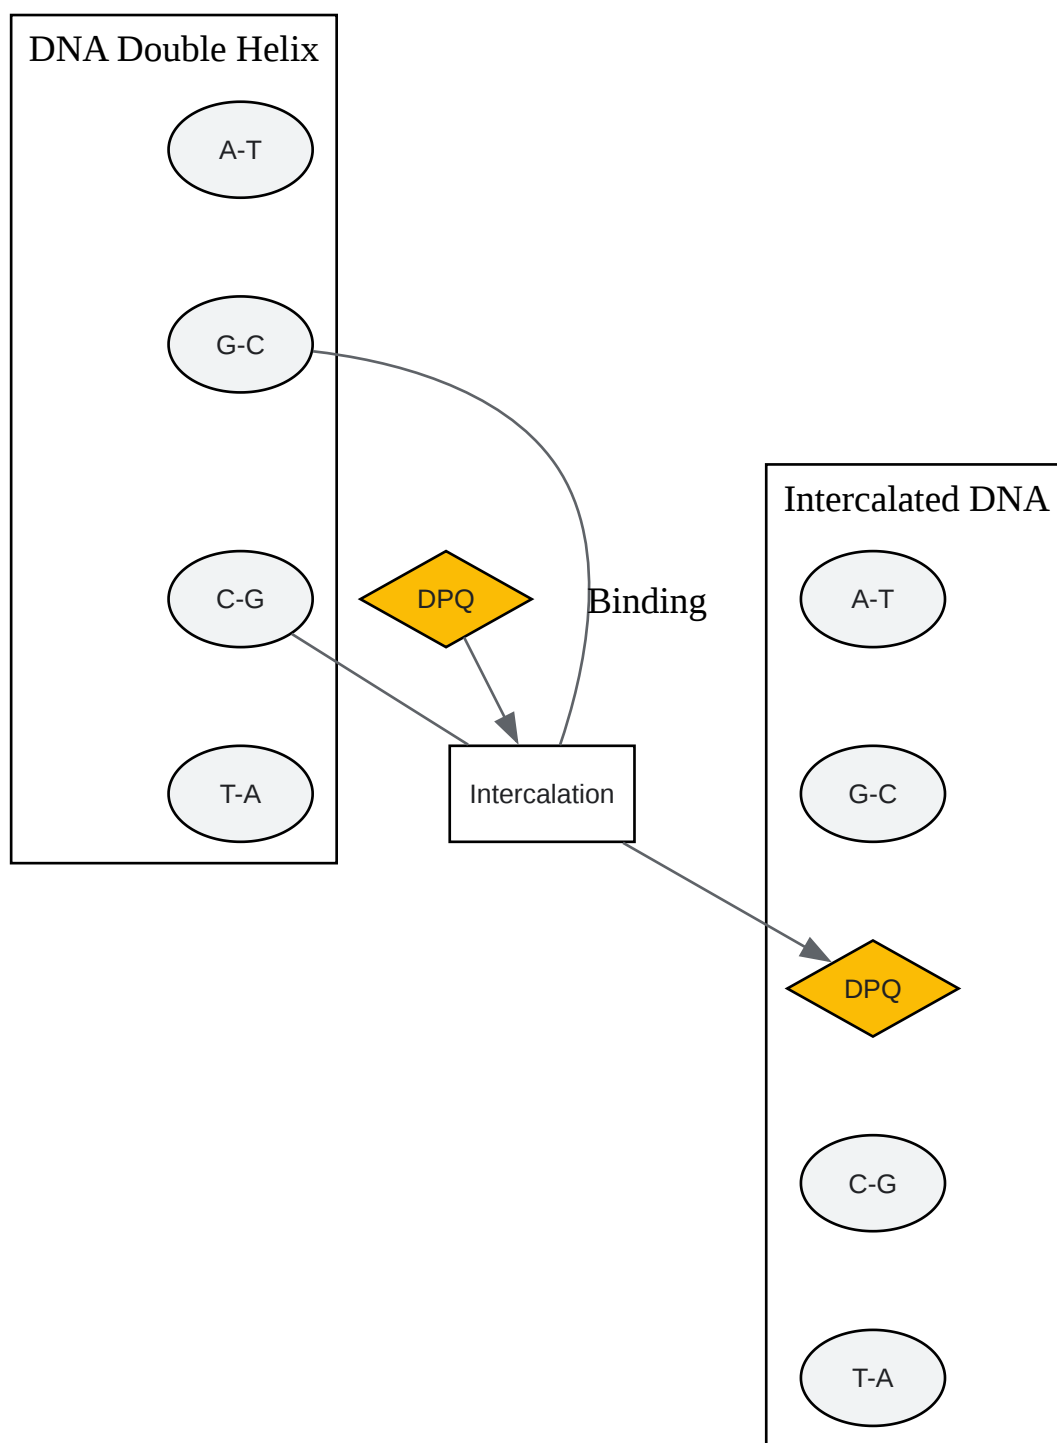 DNA Double Helix
A-T
G-C
C-G
T-A
DPQ
Binding
Intercalation
Intercalated DNA
A-T
G-C
DPQ
C-G
T-A